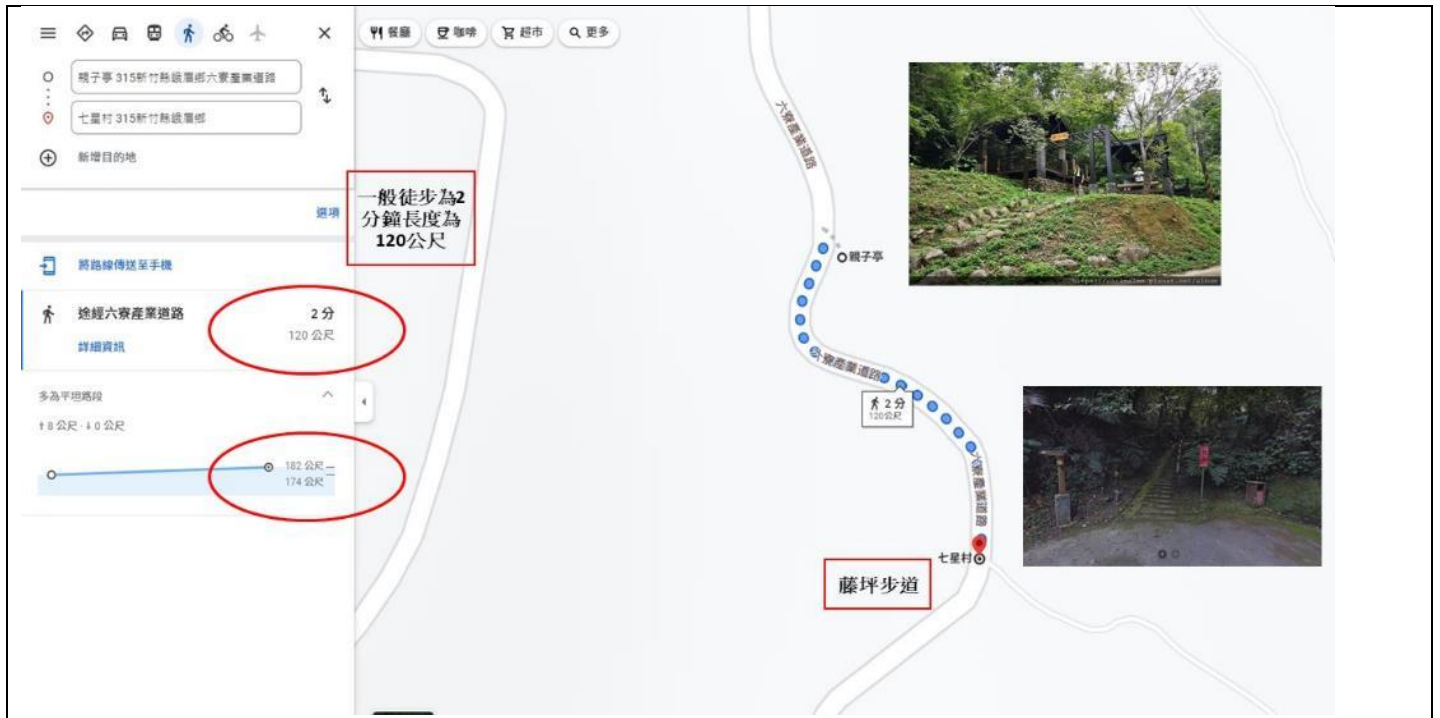 餐廳
咖啡
超市
更多
親子亭 315新竹縣峨眉鄉六寮產業道路
七星村 315新竹縣峨眉鄉
新增目的地
選項
將路線傳送至手機
途經六寮產業道路
2 分
120 公尺
詳細資訊
多為平坦路段
↑8 公尺·↓0 公尺
182 公尺
174 公尺
一般徒步為2
分鐘長度為
120公尺
六寮產業道路
親子亭
六寮產業道路
2 分
120公尺
六寮產業道路
七星村
藤坪步道